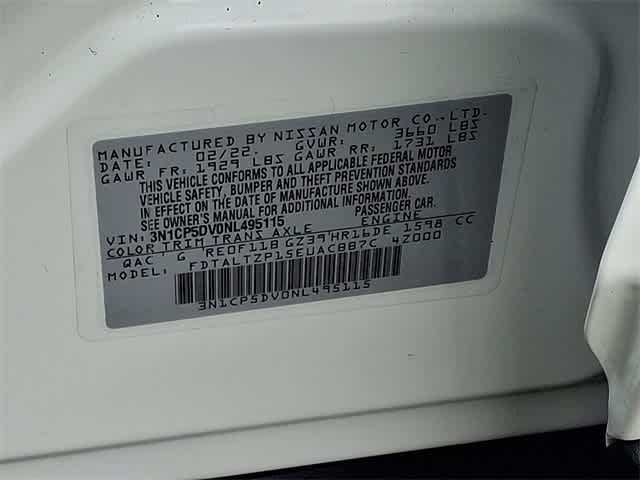 MANUFACTURED BY NISSAN MOTOR CO., LTD.
DATE: 02/22 GVWR: 3660 LBS
GAWR FR: 1929 LBS GAWR RR: 1731 LBS
THIS VEHICLE CONFORMS TO ALL APPLICABLE FEDERAL MOTOR
VEHICLE SAFETY, BUMPER AND THEFT PREVENTION STANDARDS
IN EFFECT ON THE DATE OF MANUFACTURE SHOWN ABOVE.
SEE OWNER'S MANUAL FOR ADDITIONAL INFORMATION.
VIN: 3N1CP5DV0NL495115 PASSENGER CAR.
COLOR TRIM TRANS AXLE ENGINE
QAC G RE0F11B GZ39 HR16DE 1598 CC
MODEL: FDTALTZP15EUACBB7C 42000
3N1CP5DV0NL495115